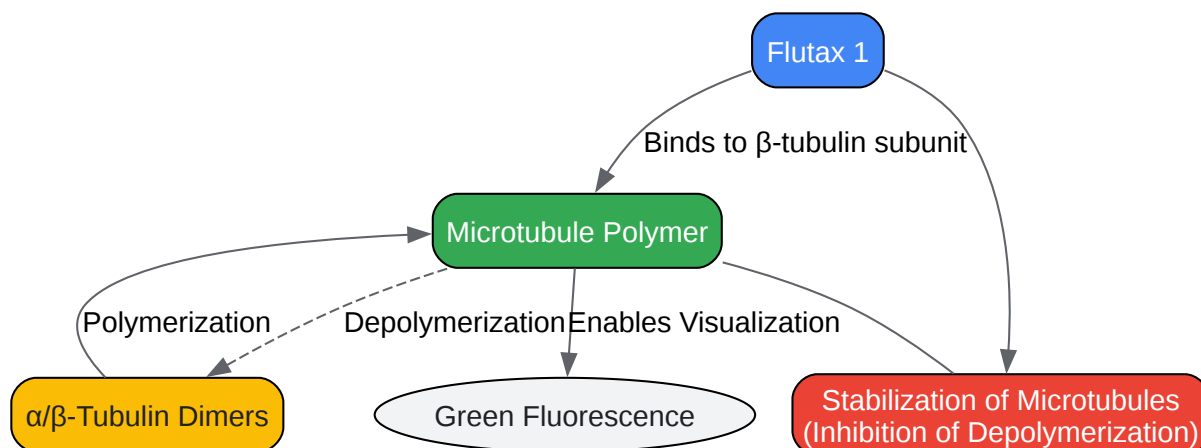 Flutax 1
Binds to β-tubulin subunit
Microtubule Polymer
Polymerization
Depolymerization
Enables Visualization
α/β-Tubulin Dimers
Green Fluorescence
Stabilization of Microtubules
(Inhibition of Depolymerization)